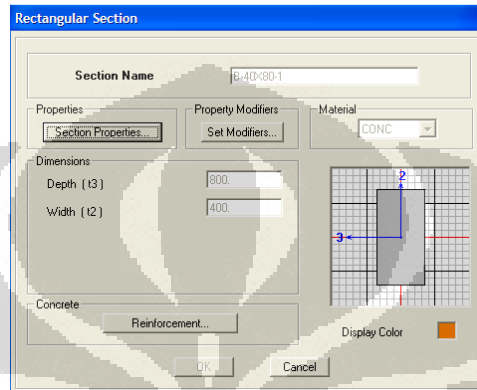 Rectangular Section
Section Name B-40X80-1
Properties Property Modifiers Material
Section Properties... Set Modifiers... CONC
Dimensions
Depth ( t3 ) 800.
Width ( t2 ) 400.
2
3
Concrete
Reinforcement...
Display Color
OK Cancel